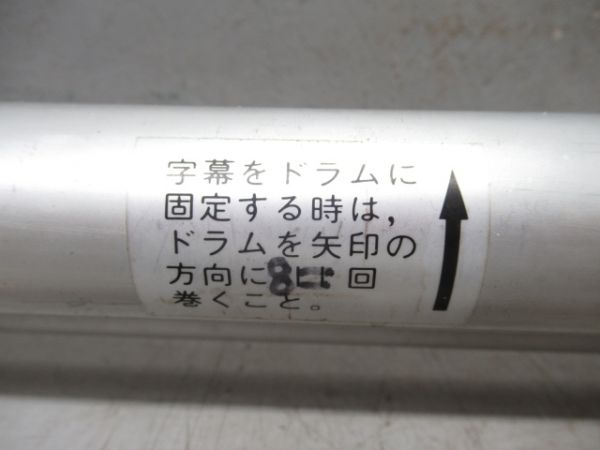 字幕をドラムに
固定する時は,
ドラムを矢印の
方向に8回
巻くこと。